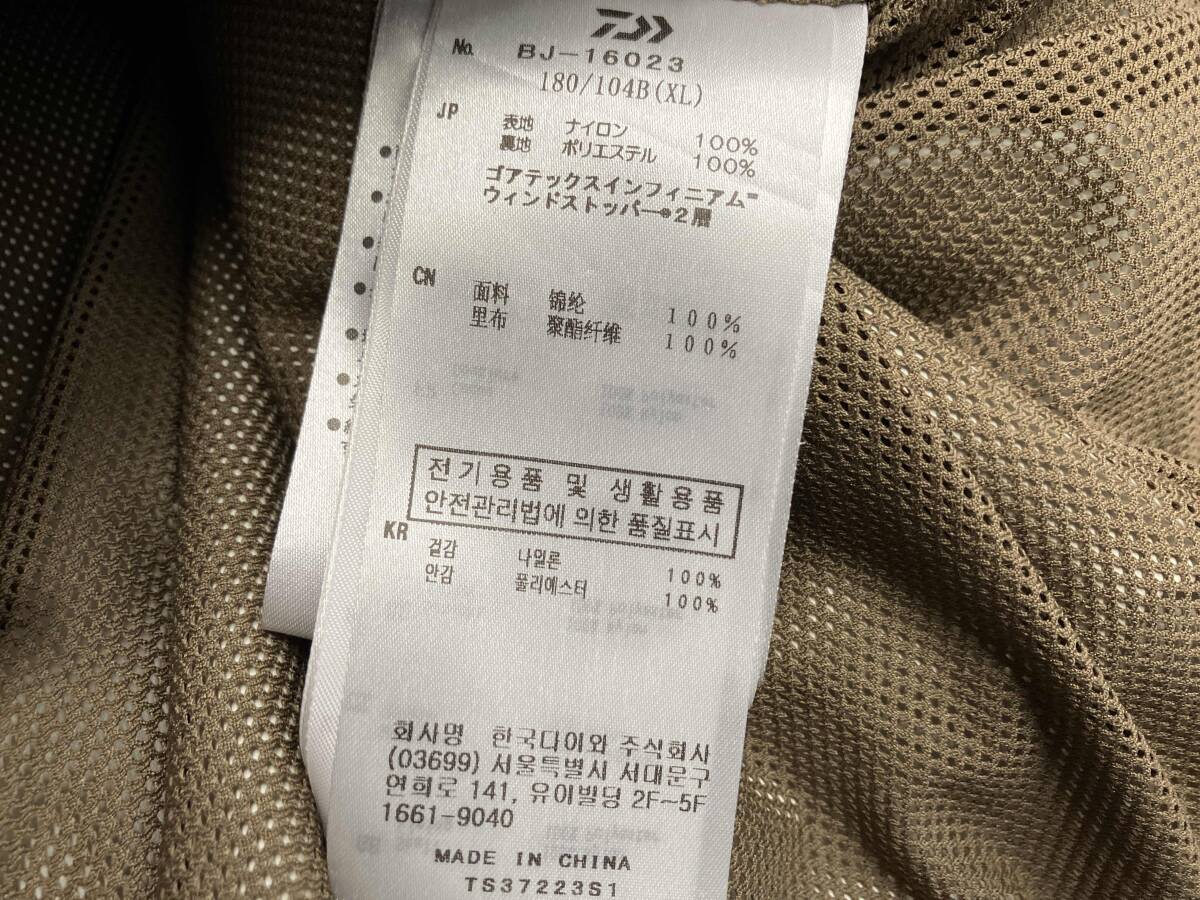 No. BJ-16023
180/104B(XL)
JP
表地 ナイロン 100%
裏地 ポリエステル 100%
ゴアテックスインフィニアム™
ウィンドストッパー®2層
CN
面料 锦纶 100%
里布 聚酯纤维 100%
전기용품 및 생활용품
안전관리법에 의한 품질표시
KR
겉감 나일론 100%
안감 폴리에스터 100%
회사명 한국다이와 주식회사
(03699) 서울특별시 서대문구
연희로 141, 유이빌딩 2F~5F
1661-9040
MADE IN CHINA
TS37223S1